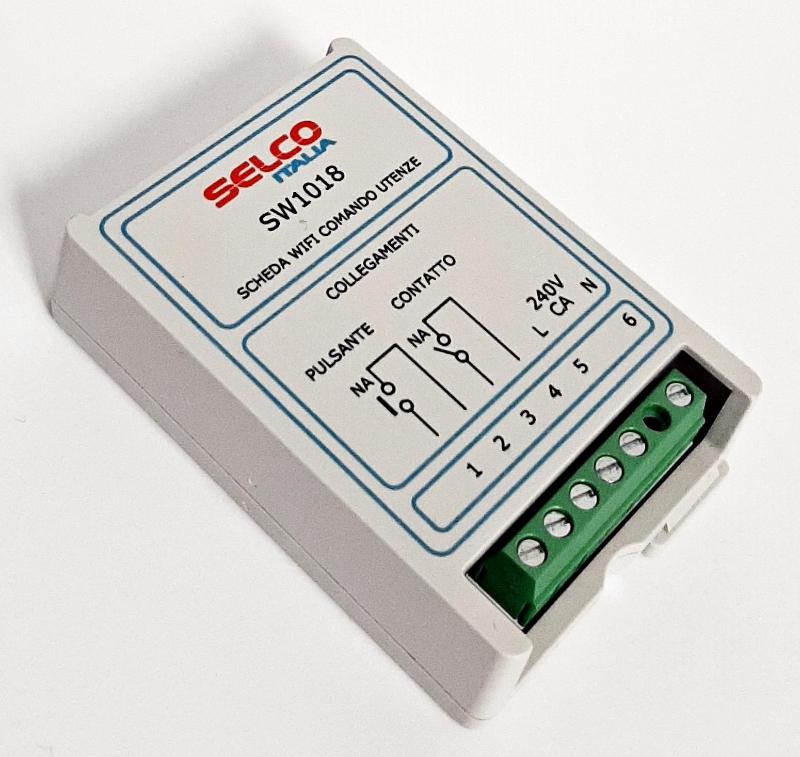 SELCO
ITALIA
SW1018
SCHEDA WIFI COMANDO UTENZE
COLLEGAMENTI
PULSANTE CONTATTO
NA NA
240V
L CA N
1 2 3 4 5 6